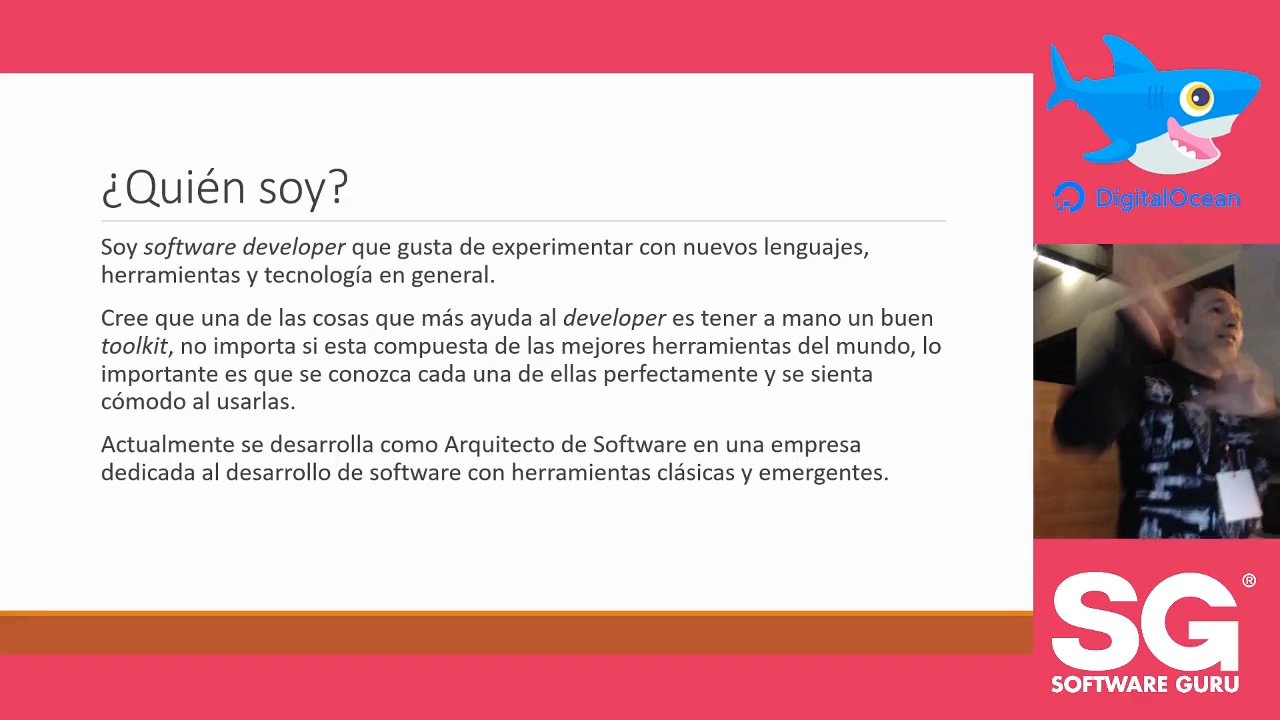 ¿Quién soy?
Soy software developer que gusta de experimentar con nuevos lenguajes,
herramientas y tecnología en general.
Cree que una de las cosas que más ayuda al developer es tener a mano un buen
toolkit, no importa si esta compuesta de las mejores herramientas del mundo, lo
importante es que se conozca cada una de ellas perfectamente y se sienta
cómodo al usarlas.
Actualmente se desarrolla como Arquitecto de Software en una empresa
dedicada al desarrollo de software con herramientas clásicas y emergentes.
DigitalOcean
SG®
SOFTWARE GURU